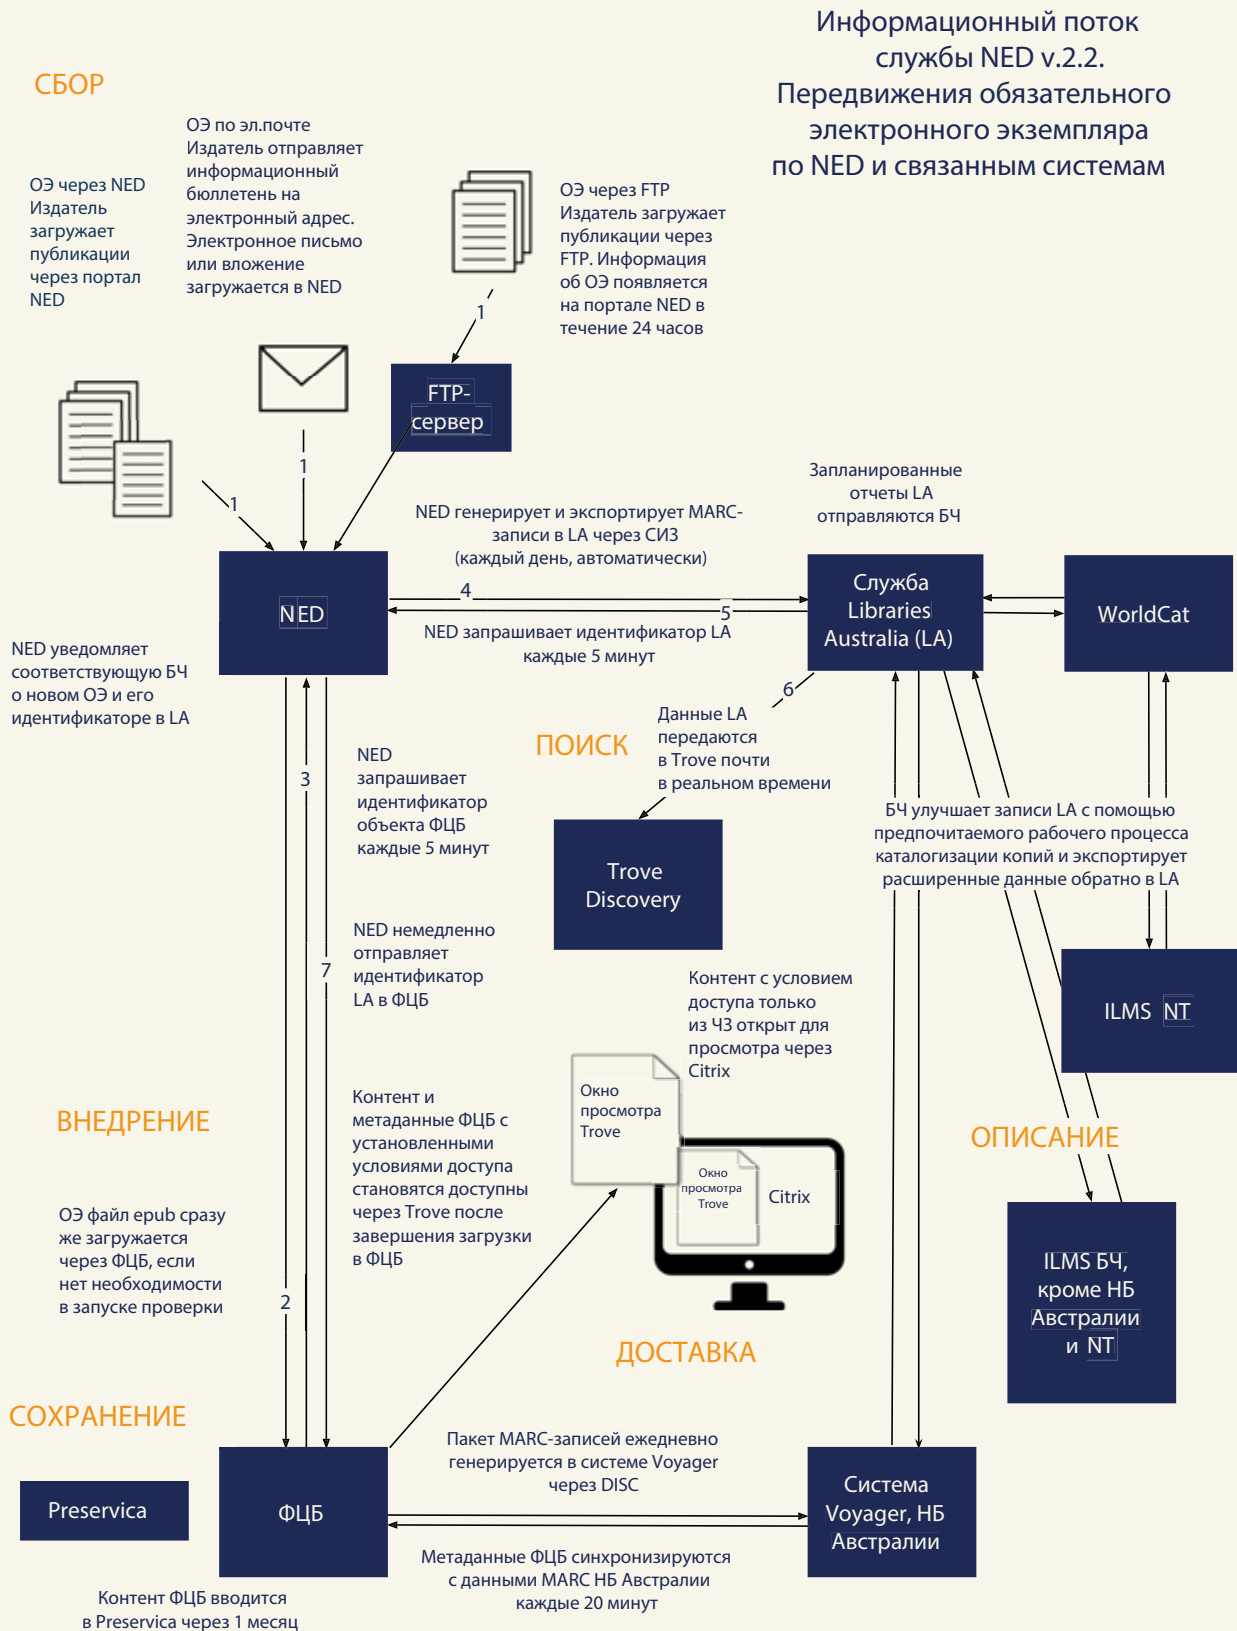 Информационный поток
службы NED v.2.2.
Передвижения обязательного
электронного экземпляра
по NED и связанным системам
СБОР
ОЭ через NED
Издатель
загружает
публикации
через портал
NED
ОЭ по эл.почте
Издатель отправляет
информационный
бюллетень на
электронный адрес.
Электронное письмо
или вложение
загружается в NED
ОЭ через FTP
Издатель загружает
публикации через
FTP. Информация
об ОЭ появляется
на портале NED в
течение 24 часов
1
FTP-
сервер
1
1
NED генерирует и экспортирует MARC-
записи в LA через СИЗ
(каждый день, автоматически)
Запланированные
отчеты LA
отправляются БЧ
NED
4
5
Служба
Libraries
Australia (LA)
WorldCat
NED запрашивает идентификатор LA
каждые 5 минут
NED уведомляет
соответствующую БЧ
о новом ОЭ и его
идентификаторе в LA
6
ПОИСК
Данные LA
передаются
в Trove почти
в реальном времени
3
NED
запрашивает
идентификатор
объекта ФЦБ
каждые 5 минут
БЧ улучшает записи LA с помощью
предпочитаемого рабочего процесса
каталогизации копий и экспортирует
расширенные данные обратно в LA
Trove
Discovery
7
NED немедленно
отправляет
идентификатор
LA в ФЦБ
Контент с условием
доступа только
из ЧЗ открыт для
просмотра через
Citrix
ILMS NT
ВНЕДРЕНИЕ
Контент и
метаданные ФЦБ с
установленными
условиями доступа
становятся доступны
через Trove после
завершения загрузки
в ФЦБ
Окно
просмотра
Trove
Окно
просмотра
Trove
Citrix
ОПИСАНИЕ
ОЭ файл epub сразу
же загружается
через ФЦБ, если
нет необходимости
в запуске проверки
2
ILMS БЧ,
кроме НБ
Австралии
и NT
ДОСТАВКА
СОХРАНЕНИЕ
Пакет MARC-записей ежедневно
генерируется в системе Voyager
через DISC
Preservica
ФЦБ
Система
Voyager, НБ
Австралии
Метаданные ФЦБ синхронизируются
с данными MARC НБ Австралии
каждые 20 минут
Контент ФЦБ вводится
в Preservica через 1 месяц